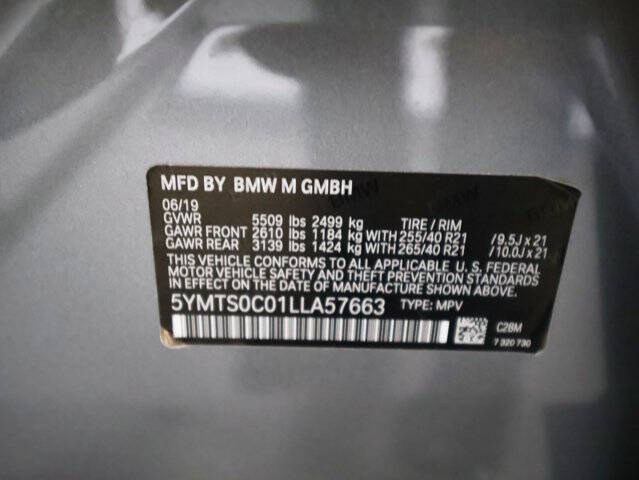 MFD BY BMW M GMBH
06/19
GVWR 5509 lbs 2499 kg TIRE / RIM
GAWR FRONT 2610 lbs 1184 kg WITH 255/40 R21 / 9.5J x 21
GAWR REAR 3139 lbs 1424 kg WITH 265/40 R21 / 10.0J x 21
THIS VEHICLE CONFORMS TO ALL APPLICABLE U. S. FEDERAL
MOTOR VEHICLE SAFETY AND THEFT PREVENTION STANDARDS
IN EFFECT ON THE DATE OF MANUFACTURE SHOWN ABOVE.
5YMTS0C01LLA57663 TYPE: MPV
C28M
7 320 730